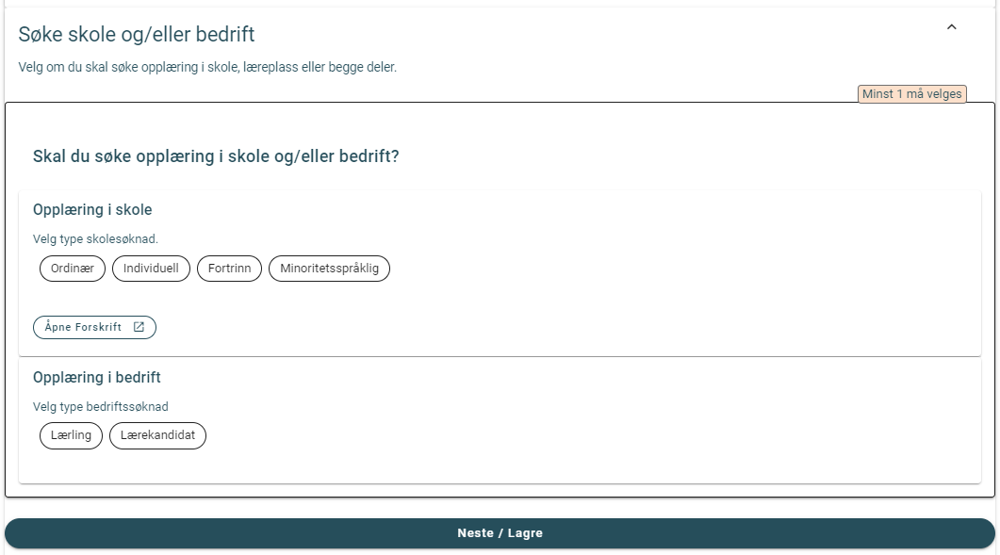 Søke skole og/eller bedrift
Velg om du skal søke opplæring i skole, læreplass eller begge deler.
Minst 1 må velges
Skal du søke opplæring i skole og/eller bedrift?
Opplæring i skole
Velg type skolesøknad.
Ordinær Individuell Fortrinn Minoritetsspråklig
Åpne Forskrift
Opplæring i bedrift
Velg type bedriftssøknad
Lærling Lærekandidat
Neste / Lagre